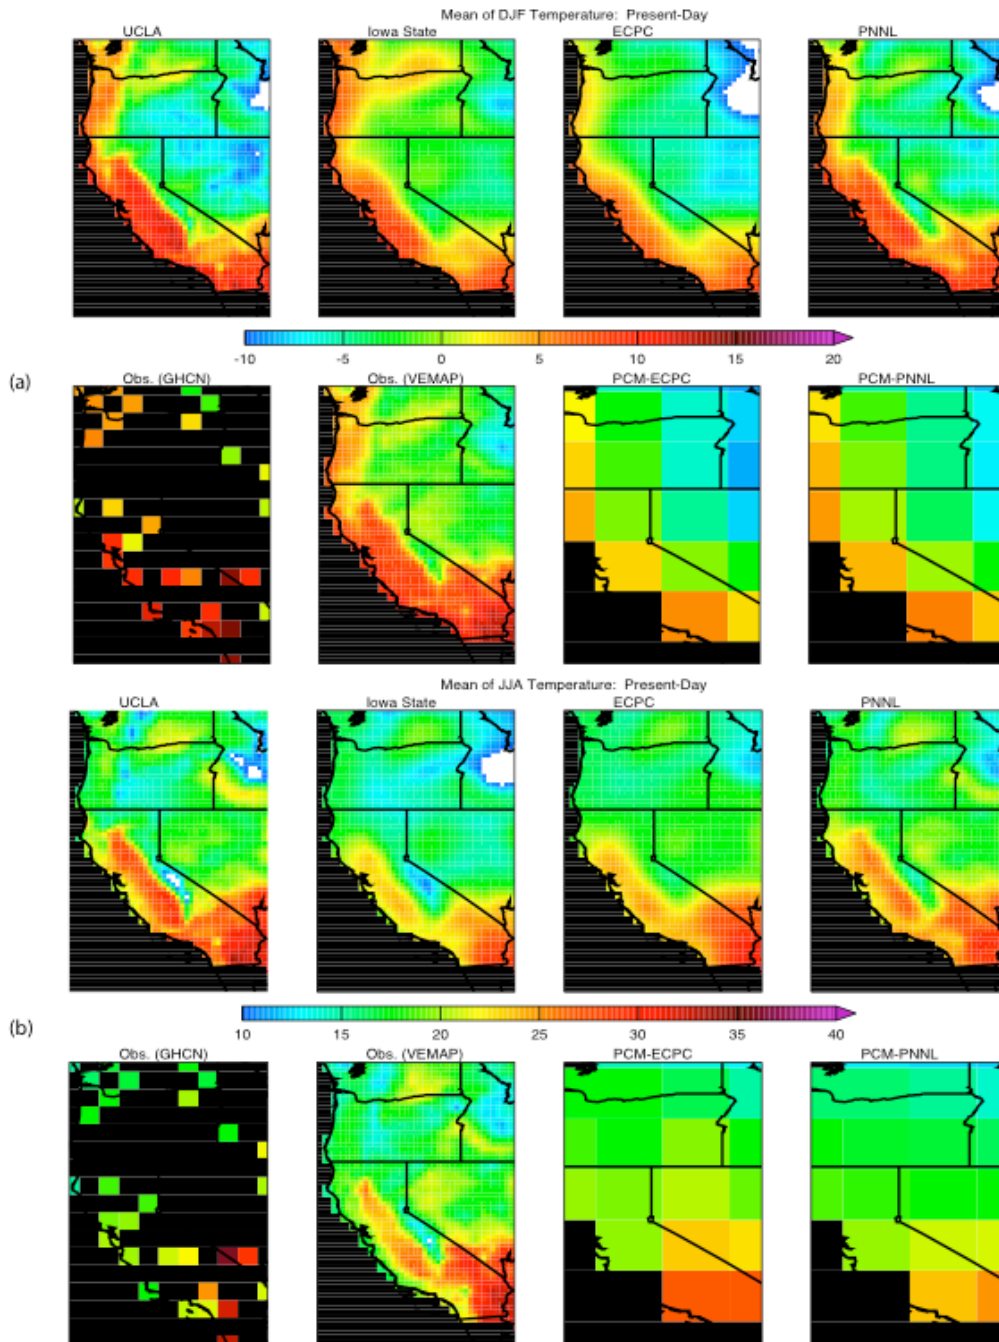 Mean of DJF Temperature: Present-Day
UCLA Iowa State ECPC PNNL
-10 -5 0 5 10 15 20
(a)
Obs. (GHCN) Obs. (VEMAP) PCM-ECPC PCM-PNNL
Mean of JJA Temperature: Present-Day
UCLA Iowa State ECPC PNNL
10 15 20 25 30 35 40
(b)
Obs. (GHCN) Obs. (VEMAP) PCM-ECPC PCM-PNNL